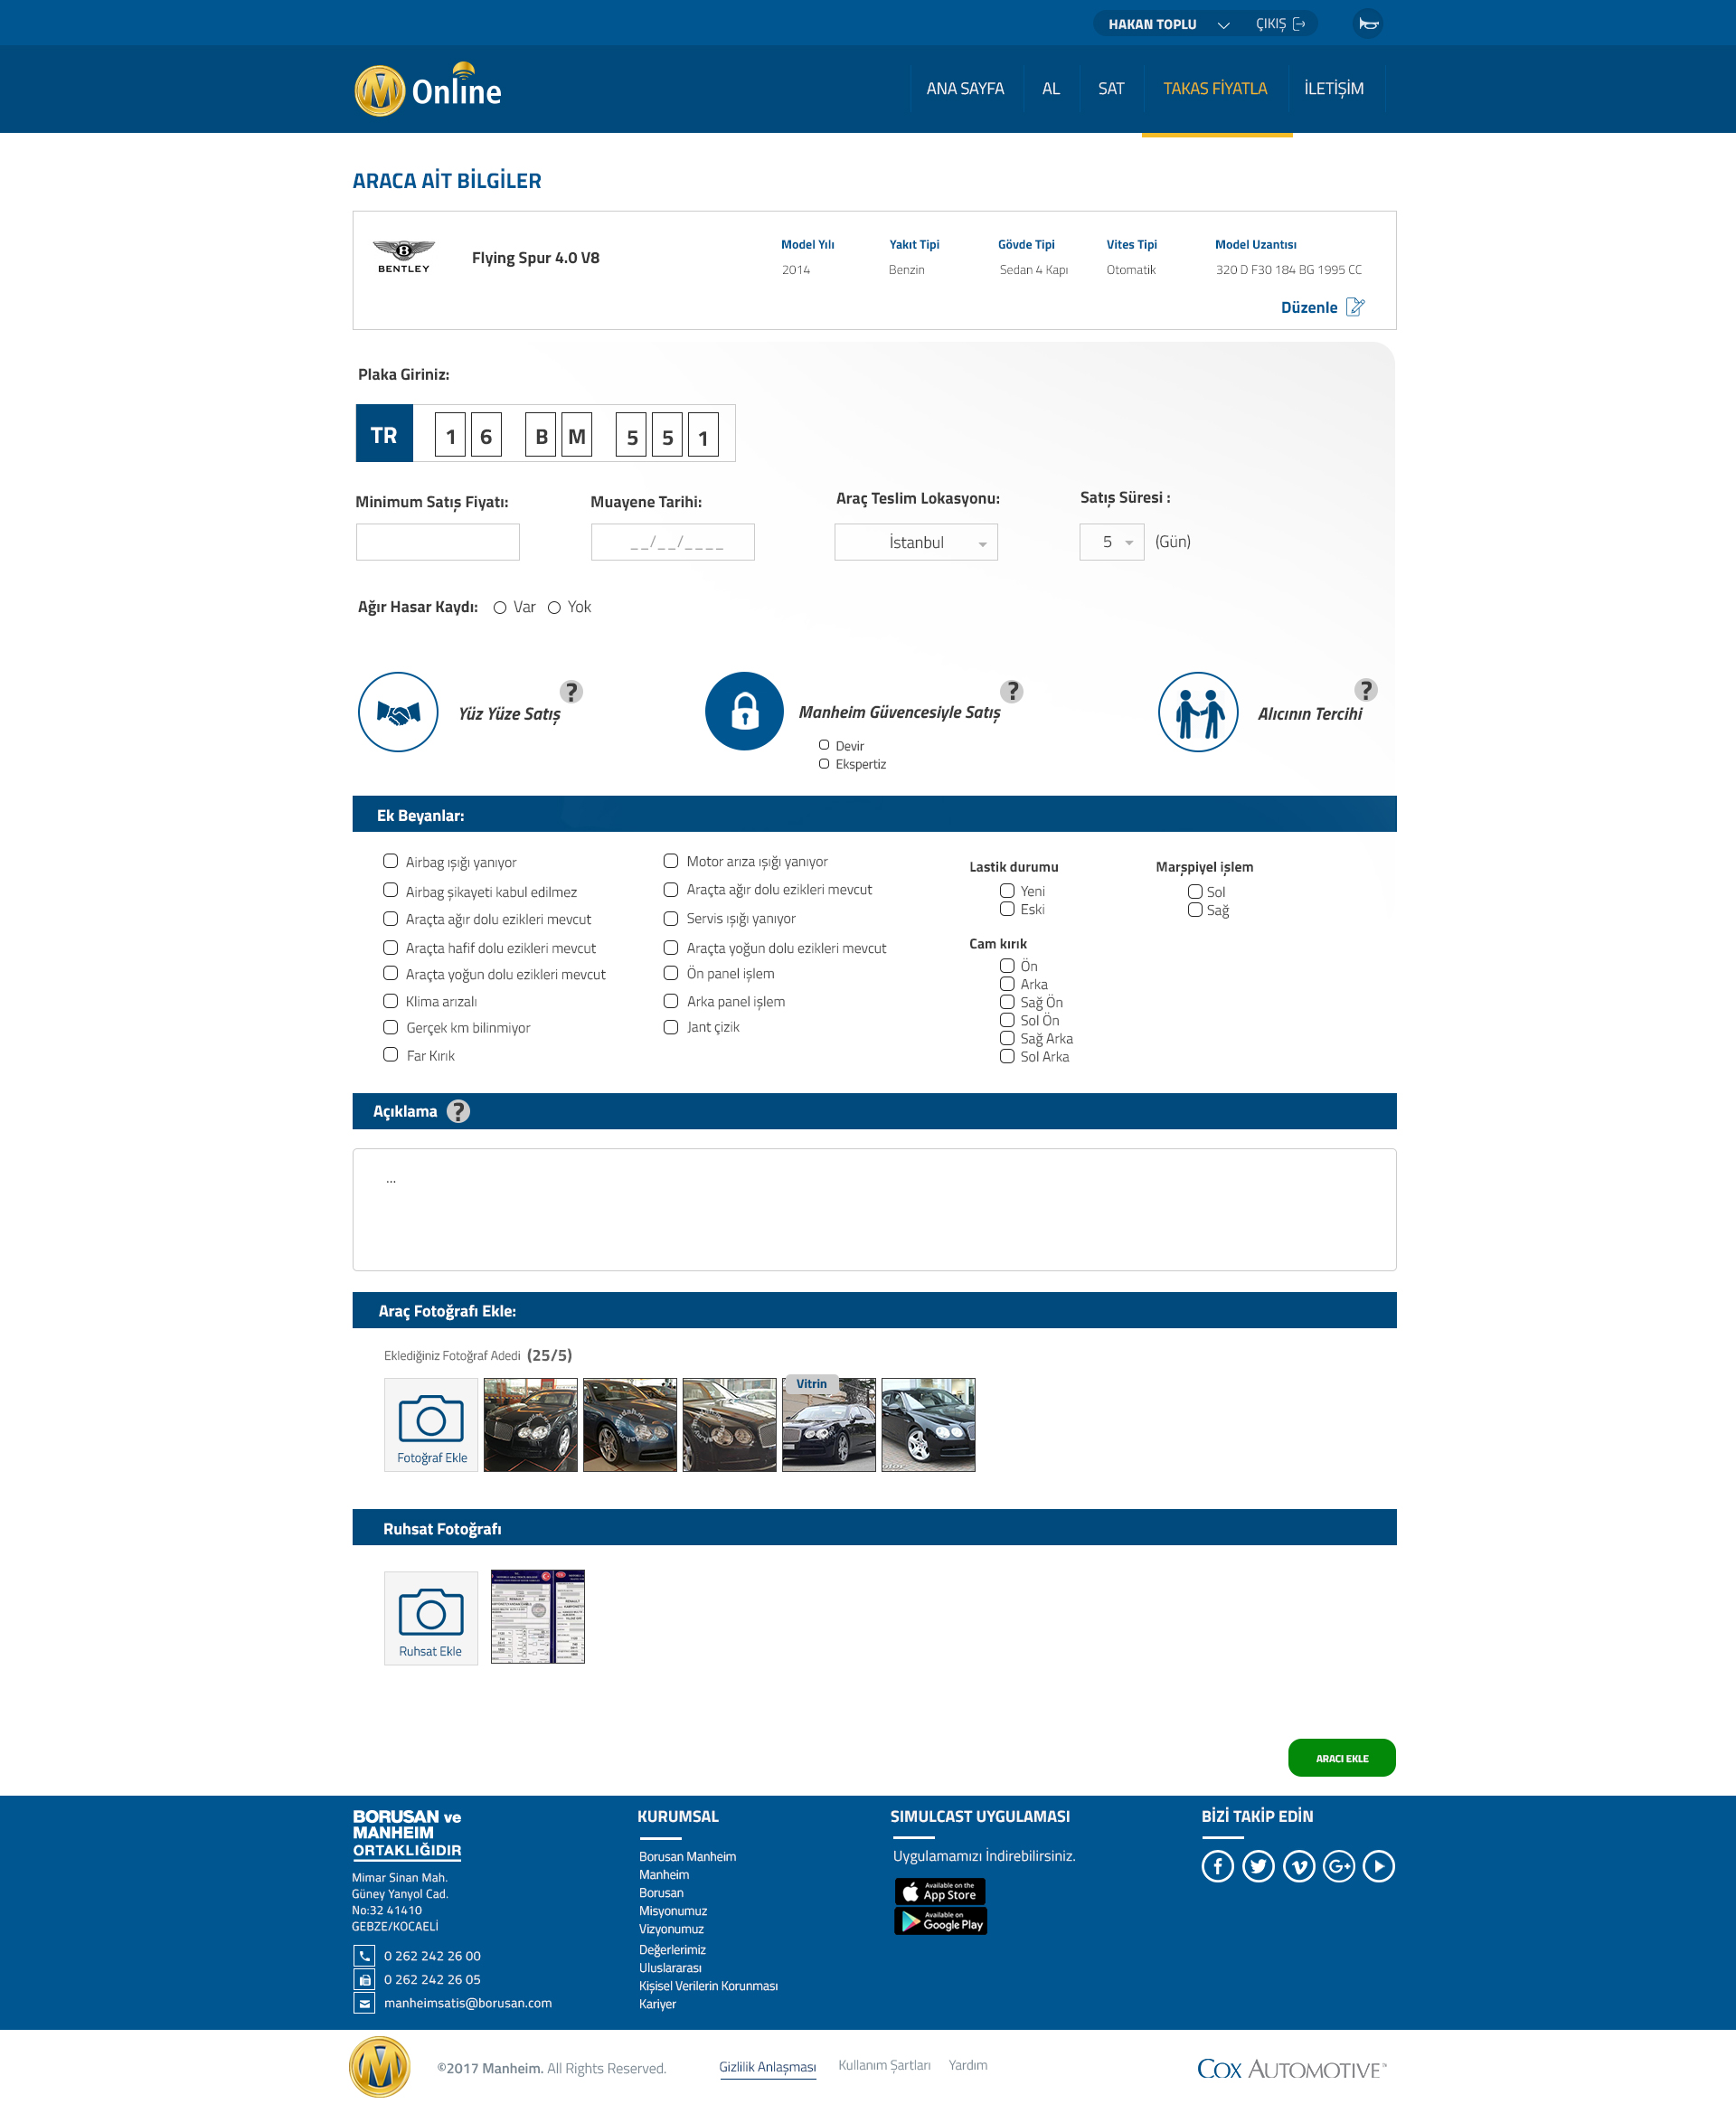 HAKAN TOPLU ÇIKIŞ
M Online
ANA SAYFA AL SAT TAKAS FİYATLA İLETİŞİM
ARACA AİT BİLGİLER
B
BENTLEY
Flying Spur 4.0 V8
Model Yılı Yakıt Tipi Gövde Tipi Vites Tipi Model Uzantısı
2014 Benzin Sedan 4 Kapı Otomatik 320 D F30 184 BG 1995 CC
Düzenle
Plaka Giriniz:
TR 1 6 B M 5 5 1
Minimum Satış Fiyatı: Muayene Tarihi: Araç Teslim Lokasyonu: Satış Süresi :
__/__/____ İstanbul 5 (Gün)
Ağır Hasar Kaydı: Var Yok
Yüz Yüze Satış ? Manheim Güvencesiyle Satış ? Alıcının Tercihi ?
Devir
Ekspertiz
Ek Beyanlar:
Airbag ışığı yanıyor
Airbag şikayeti kabul edilmez
Araçta ağır dolu ezikleri mevcut
Araçta hafif dolu ezikleri mevcut
Araçta yoğun dolu ezikleri mevcut
Klima arızalı
Gerçek km bilinmiyor
Far Kırık
Motor arıza ışığı yanıyor
Araçta ağır dolu ezikleri mevcut
Servis ışığı yanıyor
Araçta yoğun dolu ezikleri mevcut
Ön panel işlem
Arka panel işlem
Jant çizik
Lastik durumu
Yeni
Eski
Cam kırık
Ön
Arka
Sağ Ön
Sol Ön
Sağ Arka
Sol Arka
Marşpiyel işlem
Sol
Sağ
Açıklama ?
...
Araç Fotoğrafı Ekle:
Eklediğiniz Fotoğraf Adedi (25/5)
Fotoğraf Ekle
Vitrin
Ruhsat Fotoğrafı
Ruhsat Ekle
ARACI EKLE
BORUSAN ve
MANHEIM
ORTAKLIĞIDIR
Mimar Sinan Mah.
Güney Yanyol Cad.
No:32 41410
GEBZE/KOCAELİ
0 262 242 26 00
0 262 242 26 05
manheimsatis@borusan.com
KURUMSAL
Borusan Manheim
Manheim
Borusan
Misyonumuz
Vizyonumuz
Değerlerimiz
Uluslararası
Kişisel Verilerin Korunması
Kariyer
SIMULCAST UYGULAMASI
Uygulamamızı İndirebilirsiniz.
Available on the
App Store
Available on
Google Play
BİZİ TAKİP EDİN
M
©2017 Manheim. All Rights Reserved.
Gizlilik Anlaşması Kullanım Şartları Yardım
COX AUTOMOTIVE™